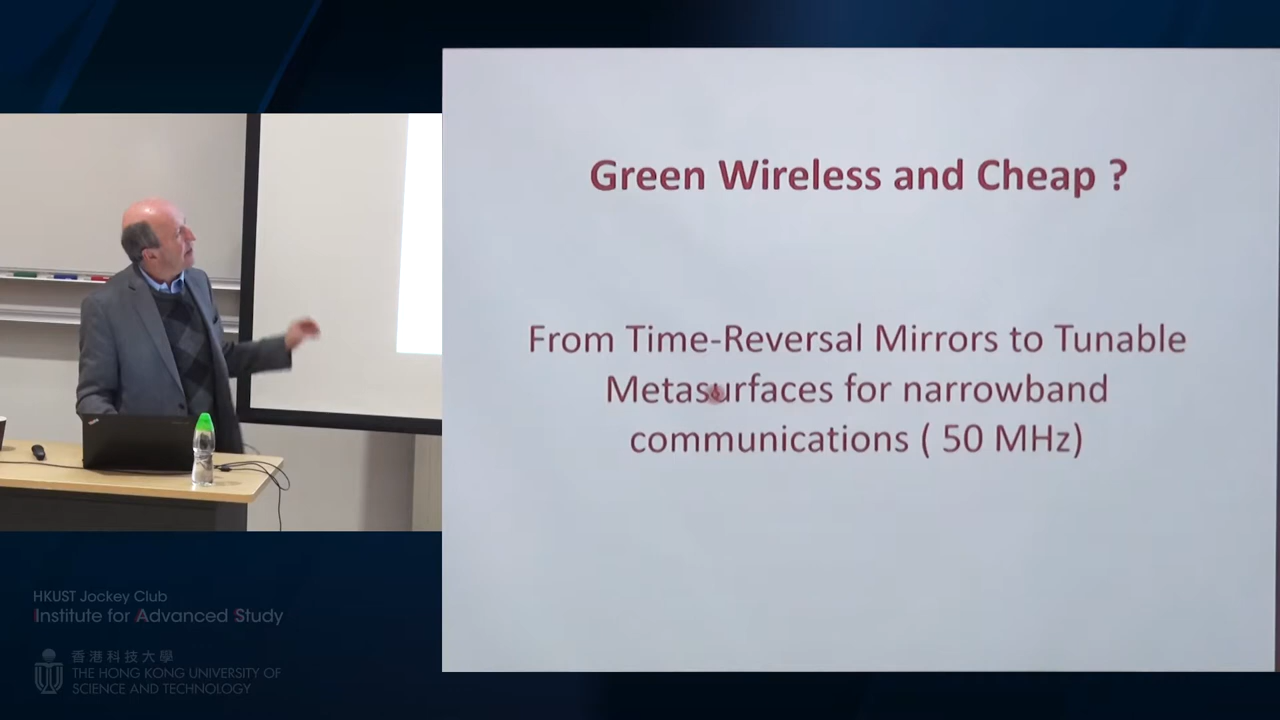 Green Wireless and Cheap ?
From Time-Reversal Mirrors to Tunable
Metasurfaces for narrowband
communications ( 50 MHz)
HKUST Jockey Club
Institute for Advanced Study
香港科技大學
THE HONG KONG UNIVERSITY OF
SCIENCE AND TECHNOLOGY